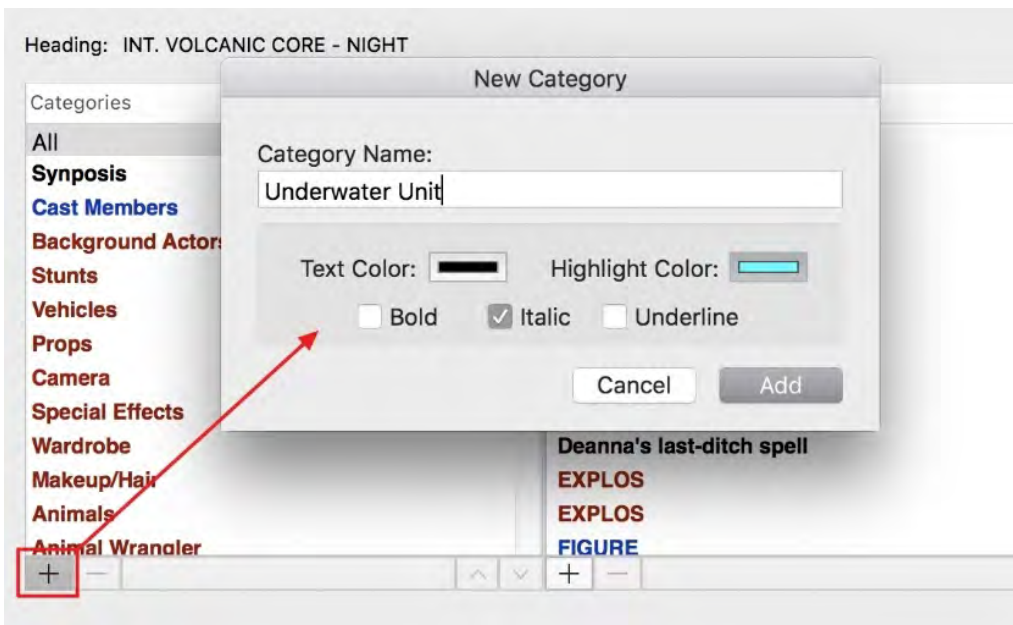 Heading: INT. VOLCANIC CORE - NIGHT
New Category
Categories
All
Synposis
Cast Members
Background Actors
Stunts
Vehicles
Props
Camera
Special Effects
Wardrobe
Makeup/Hair
Animals
Animal Wrangler
Category Name:
Underwater Unit
Text Color:
Highlight Color:
Bold
Italic
Underline
Cancel
Add
Deanna's last-ditch spell
EXPLOS
EXPLOS
FIGURE